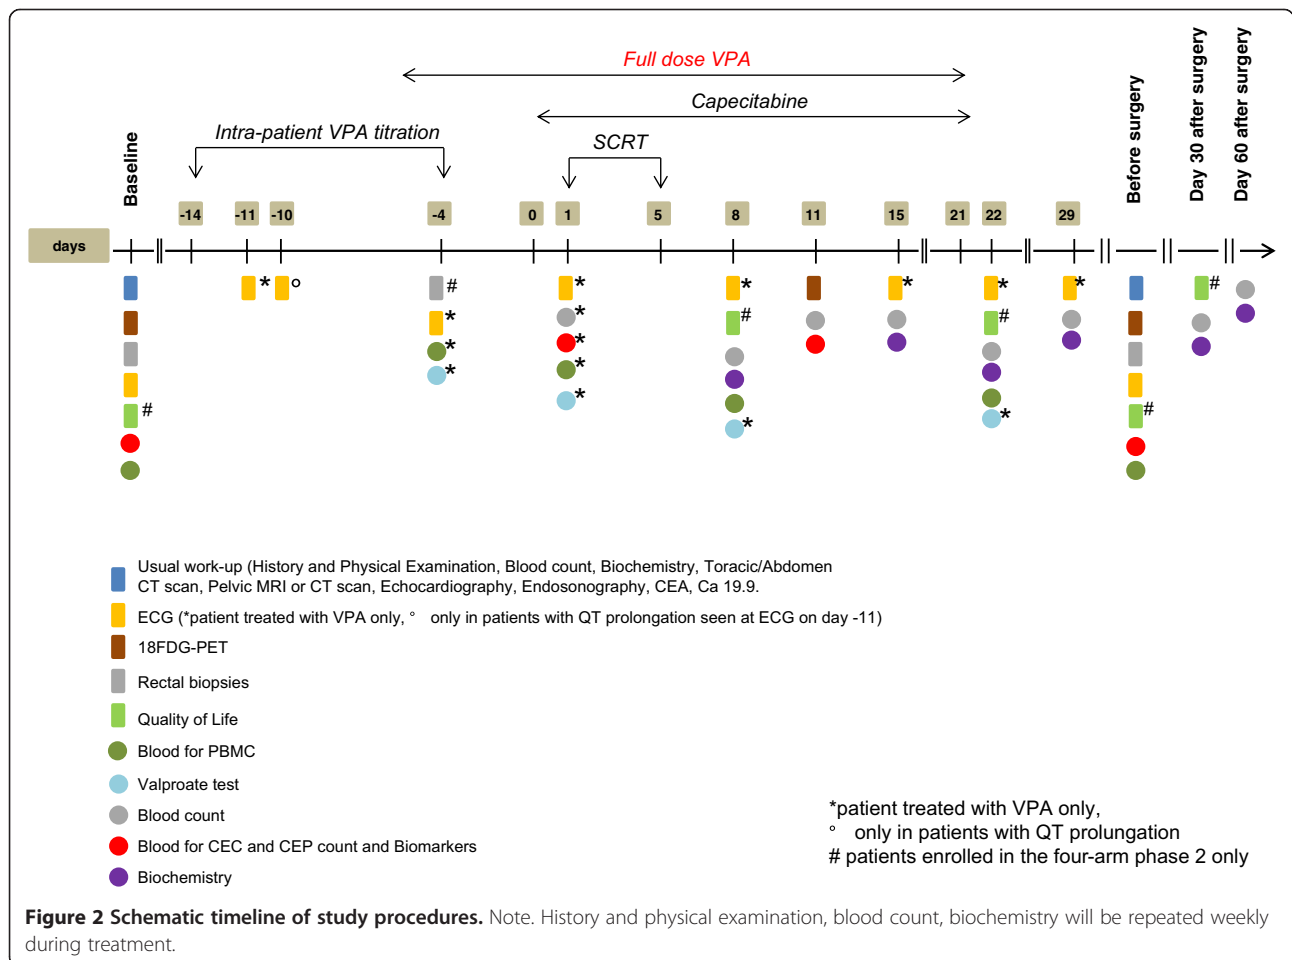 Full dose VPA
Capecitabine
Intra-patient VPA titration
SCRT
Baseline
Before surgery
Day 30 after surgery
Day 60 after surgery
-14 -11 -10 -4 0 1 5 8 11 15 21 22 29
days
* ° # * * * * * *
* * * # * * # *
* * * *
* * # #
# *
Usual work-up (History and Physical Examination, Blood count, Biochemistry, Toracic/Abdomen
CT scan, Pelvic MRI or CT scan, Echocardiography, Endosonography, CEA, Ca 19.9.
ECG (*patient treated with VPA only, ° only in patients with QT prolongation seen at ECG on day -11)
18FDG-PET
Rectal biopsies
Quality of Life
Blood for PBMC
Valproate test
Blood count
Blood for CEC and CEP count and Biomarkers
Biochemistry
*patient treated with VPA only,
° only in patients with QT prolungation
# patients enrolled in the four-arm phase 2 only
Figure 2 Schematic timeline of study procedures. Note. History and physical examination, blood count, biochemistry will be repeated weekly
during treatment.